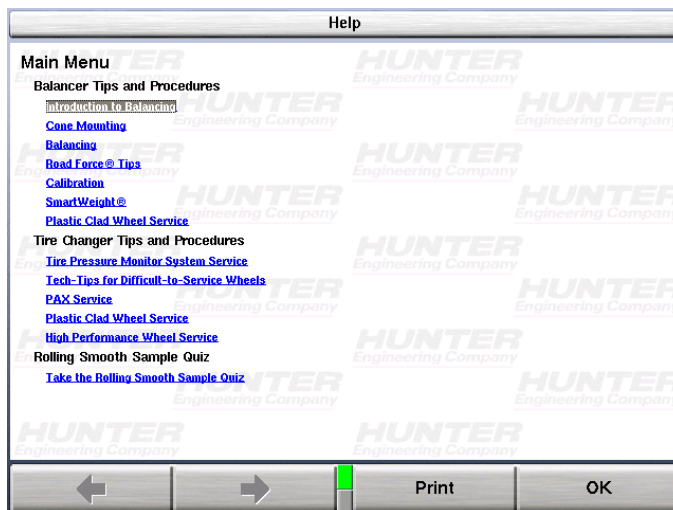 Help
Main Menu
Balancer Tips and Procedures
Introduction to Balancing
Cone Mounting
Balancing
Road Force® Tips
Calibration
SmartWeight®
Plastic Clad Wheel Service
Tire Changer Tips and Procedures
Tire Pressure Monitor System Service
Tech-Tips for Difficult-to-Service Wheels
PAX Service
Plastic Clad Wheel Service
High Performance Wheel Service
Rolling Smooth Sample Quiz
Take the Rolling Smooth Sample Quiz
HUNTER
Engineering Company
Print
OK